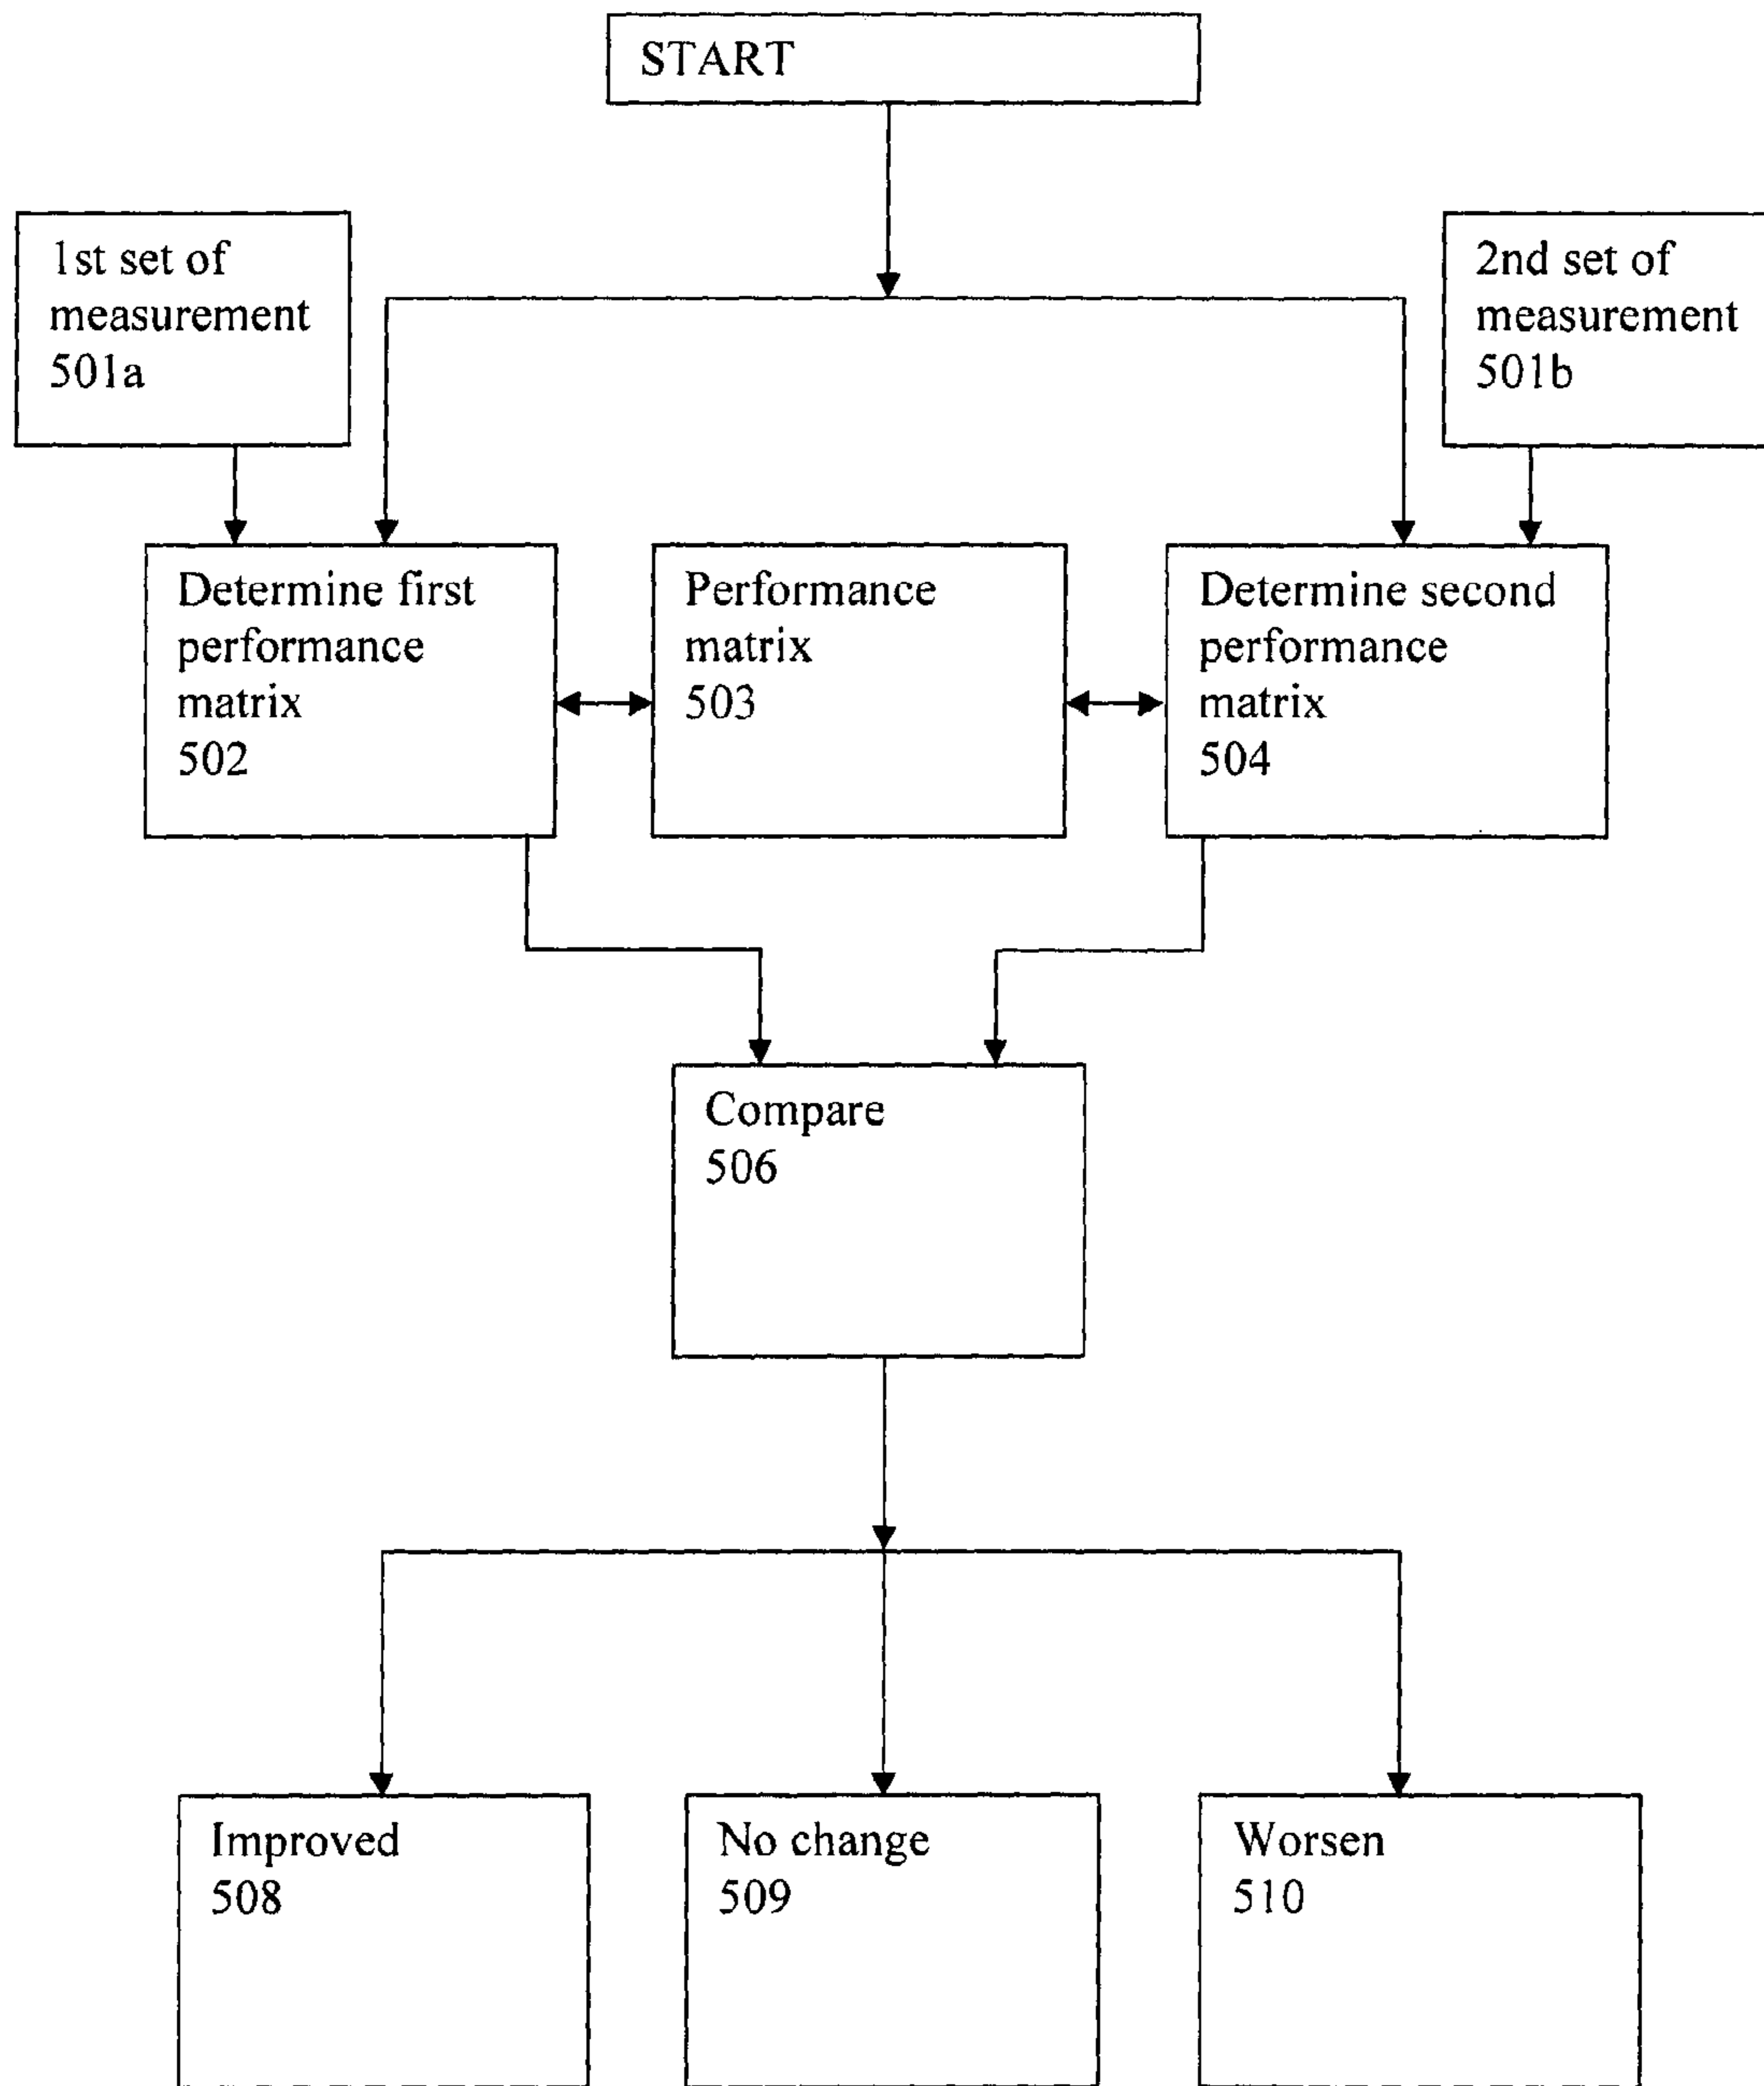 START
1st set of
measurement
501a
2nd set of
measurement
501b
Determine first
performance
matrix
502
Performance
matrix
503
Determine second
performance
matrix
504
Compare
506
Improved
508
No change
509
Worsen
510